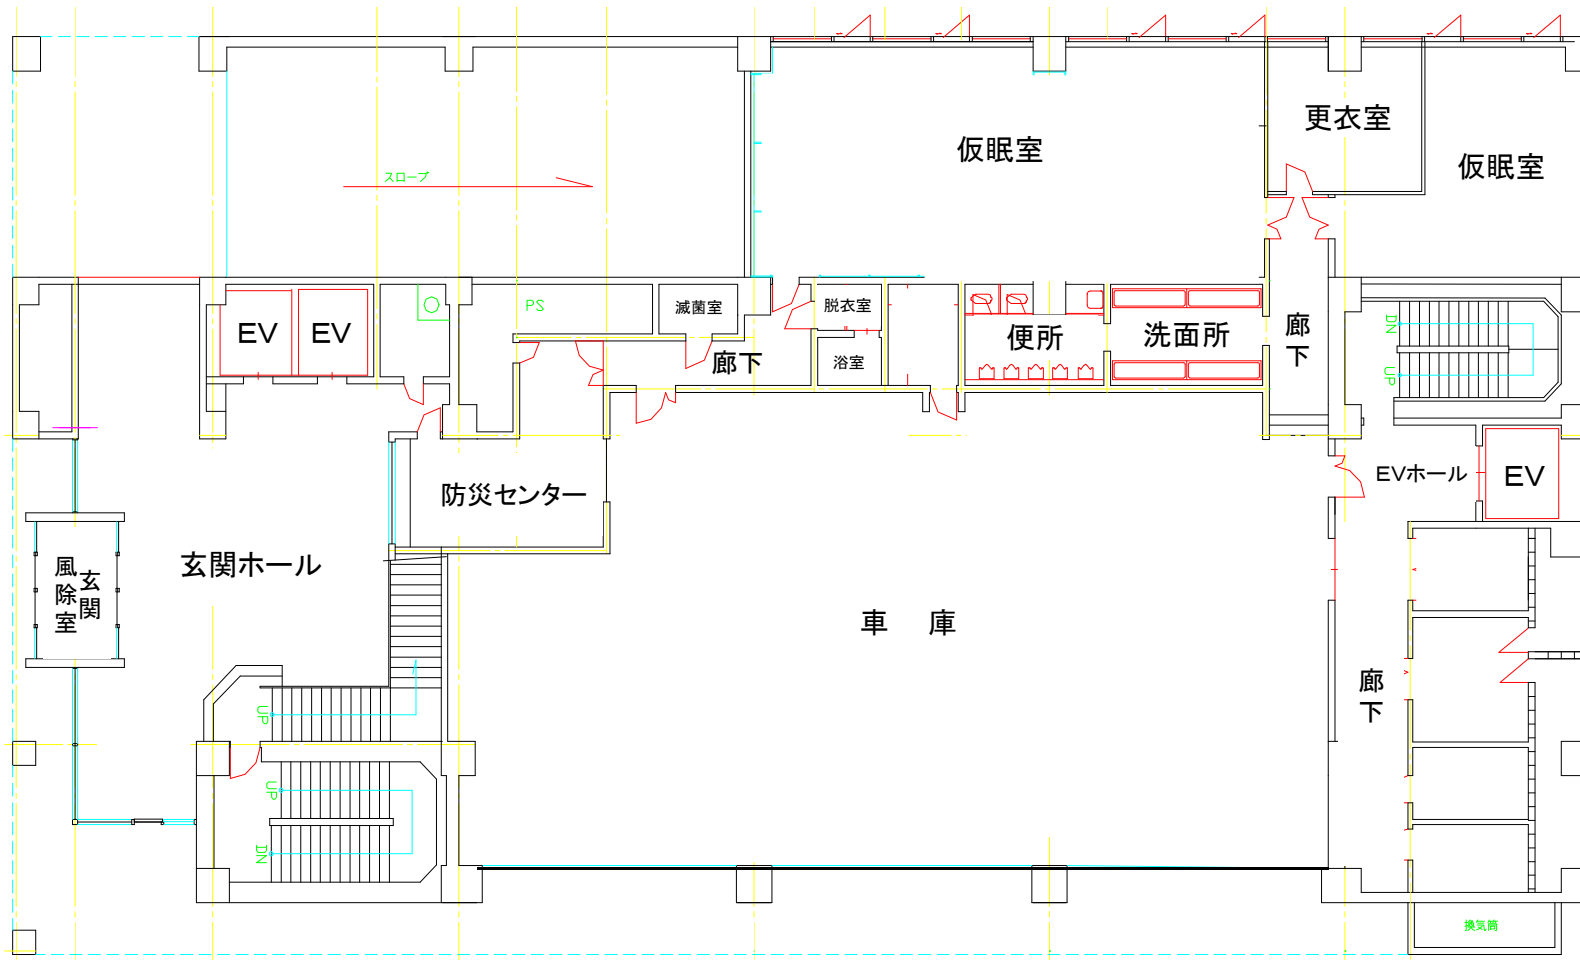 更衣室
仮眠室
仮眠室
スロープ
EV
EV
PS
滅菌室
脱衣室
浴室
廊下
便所
洗面所
廊下
DN
UP
EVホール
EV
防災センター
玄関ホール
玄関
風除室
車 庫
廊下
UP
UP
DN
換気筒